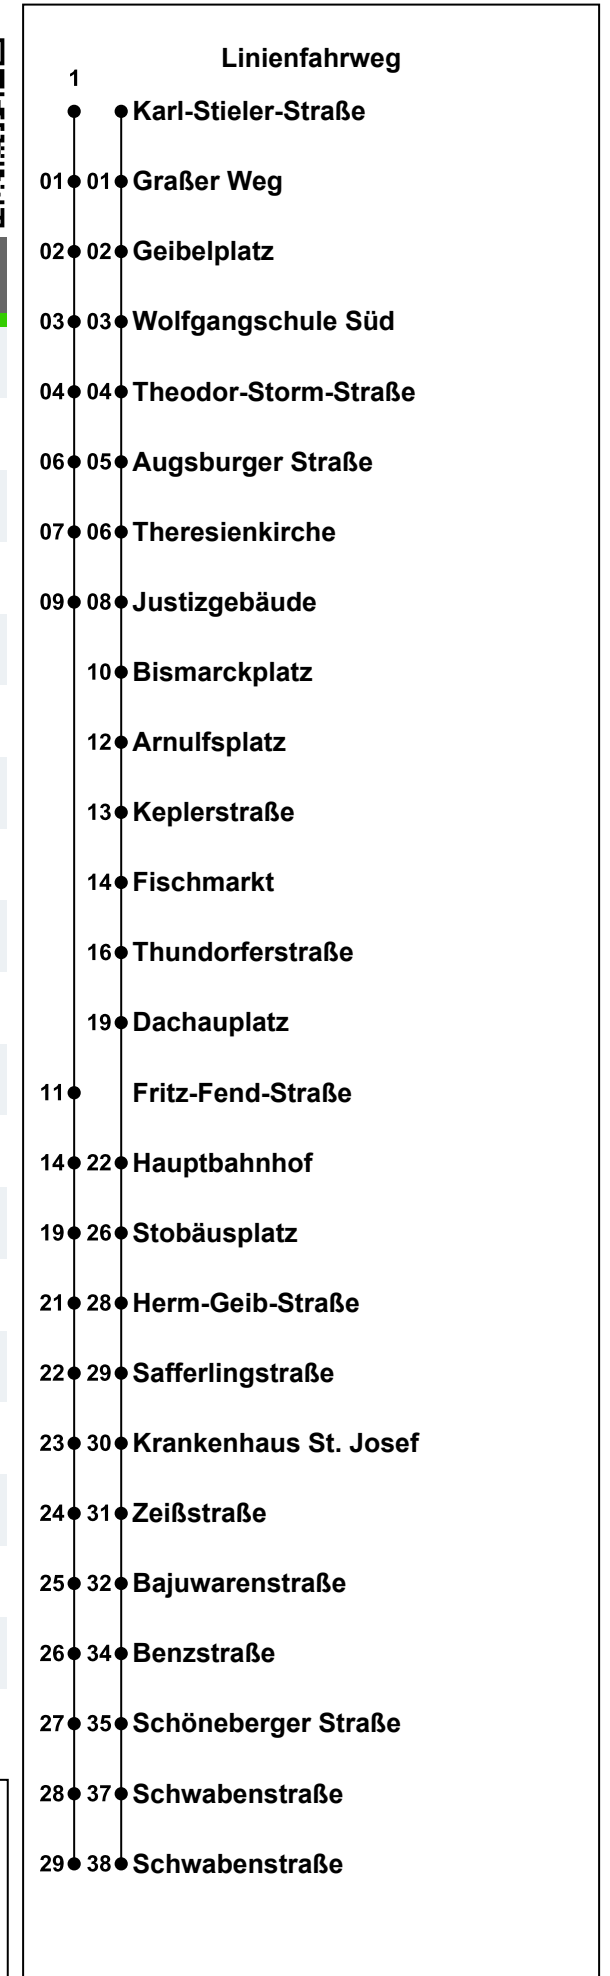 Linienfahrweg
1
Karl-Stieler-Straße
01 01 Graßer Weg
02 02 Geibelplatz
03 03 Wolfgangschule Süd
04 04 Theodor-Storm-Straße
06 05 Augsburger Straße
07 06 Theresienkirche
09 08 Justizgebäude
10 Bismarckplatz
12 Arnulfsplatz
13 Keplerstraße
14 Fischmarkt
16 Thundorferstraße
19 Dachauplatz
11 Fritz-Fend-Straße
14 22 Hauptbahnhof
19 26 Stobäusplatz
21 28 Herm-Geib-Straße
22 29 Safferlingstraße
23 30 Krankenhaus St. Josef
24 31 Zeißstraße
25 32 Bajuwarenstraße
26 34 Benzstraße
27 35 Schöneberger Straße
28 37 Schwabenstraße
29 38 Schwabenstraße